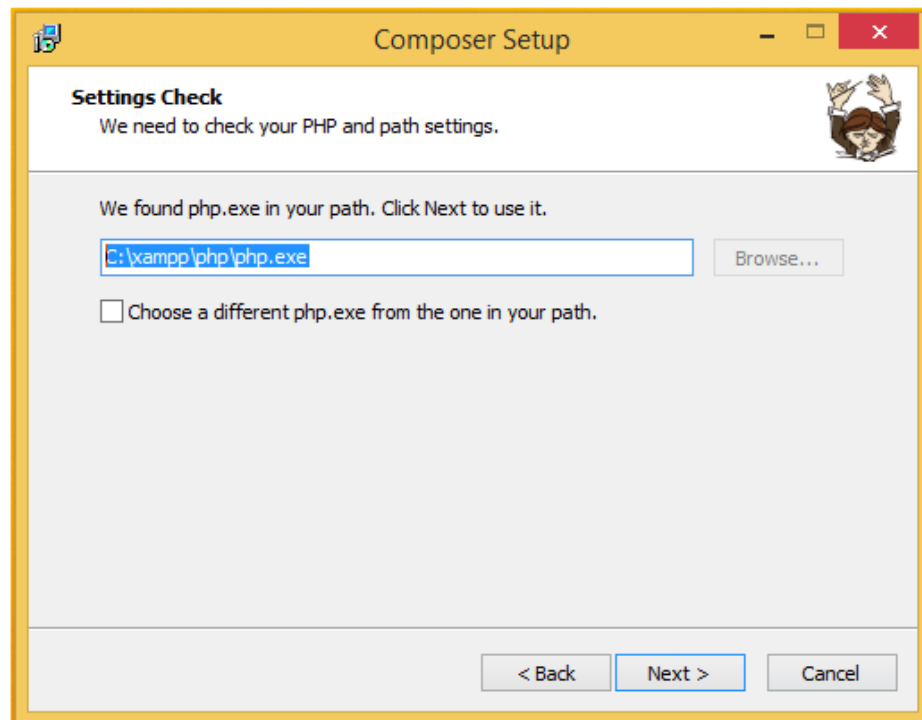 Composer Setup
Settings Check
We need to check your PHP and path settings.
We found php.exe in your path. Click Next to use it.
C:\xampp\php\php.exe
Browse...
Choose a different php.exe from the one in your path.
< Back
Next >
Cancel